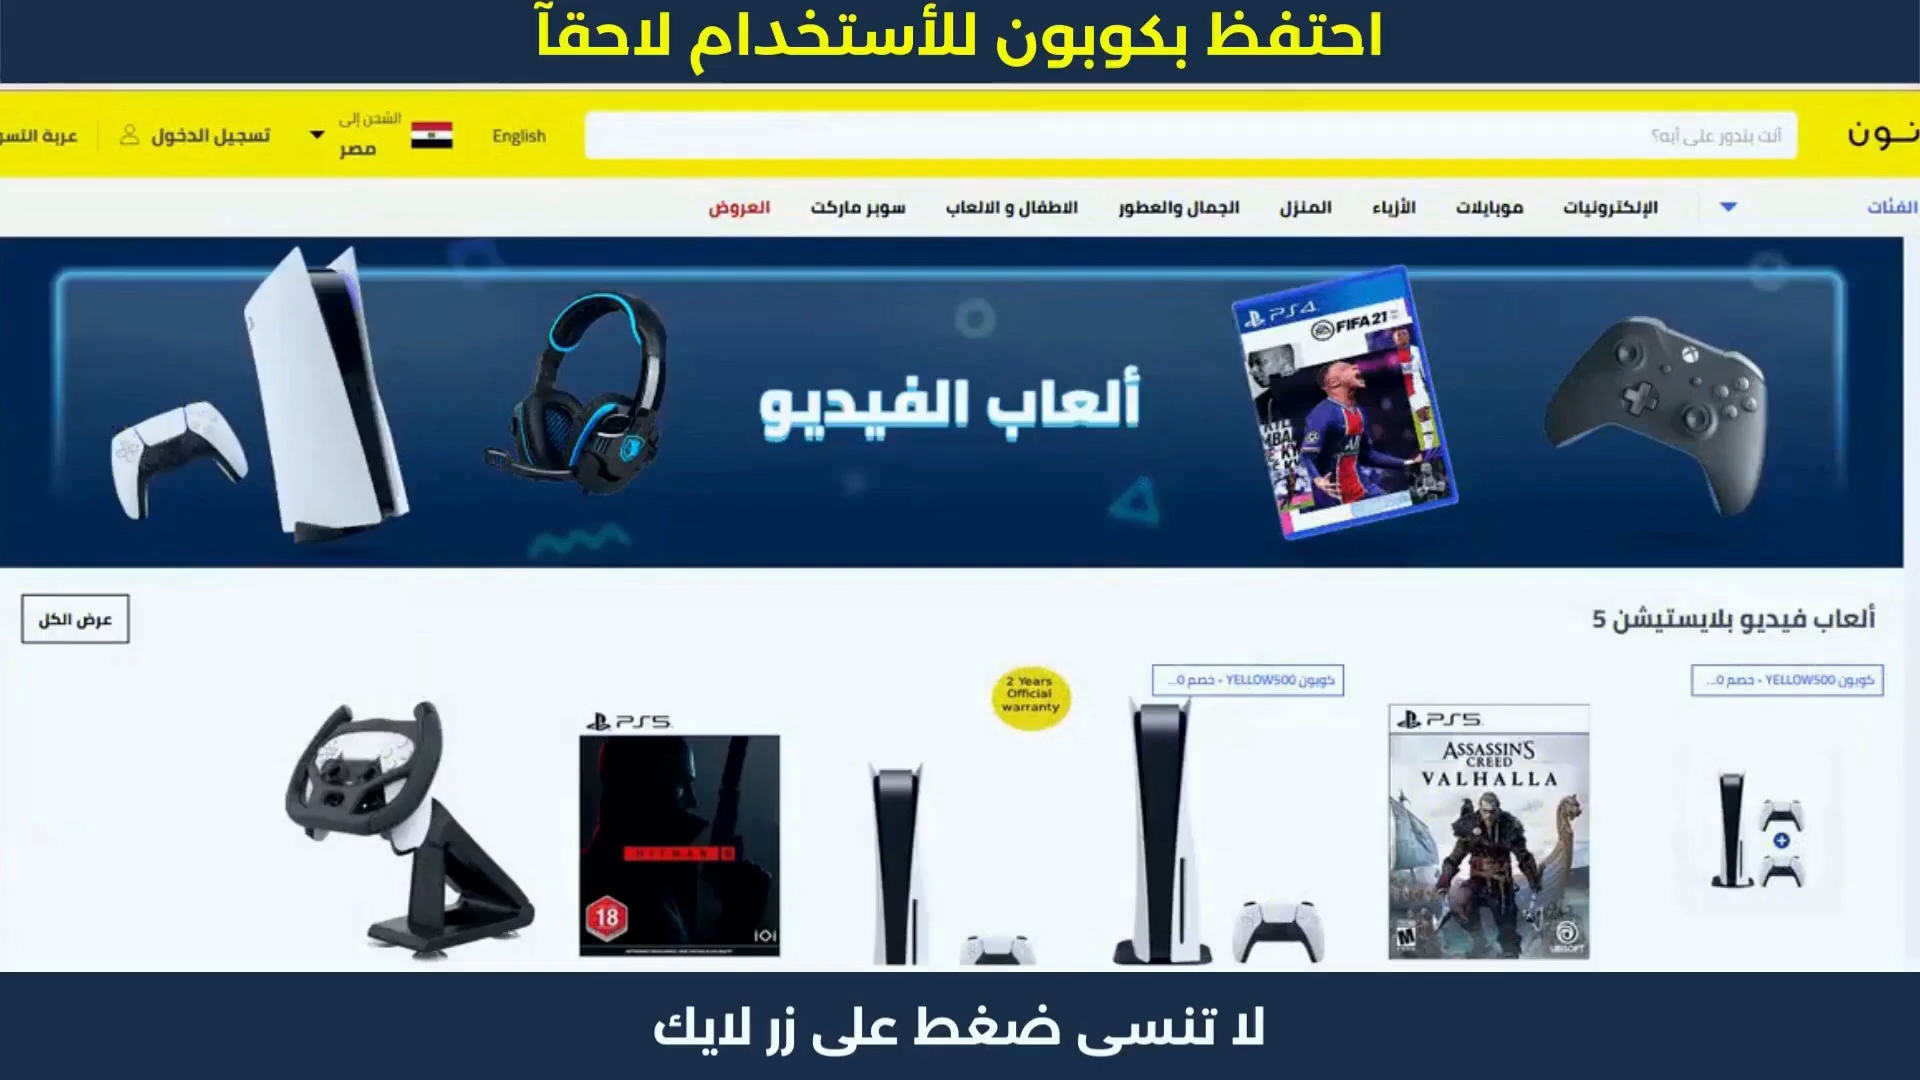 احتفظ بكوبون للأستخدام لاحقآ
نون
أنت بتدور على أيه؟
English
الشحن إلى
مصر
تسجيل الدخول
عربة
الفئات
الإلكترونيات
موبايلات
الأزياء
المنزل
الجمال والعطور
الاطفال و الالعاب
سوبر ماركت
العروض
PS4
FIFA 21
ألعاب الفيديو
ألعاب فيديو بلايستيشن 5
عرض الكل
كوبون YELLOW500 - خصم 0...
PS5
ASSASSIN'S
CREED
VALHALLA
M
UBISOFT
كوبون YELLOW500 - خصم 0...
2 Years
Official
warranty
PS5
HITMAN
18
لا تنسى ضغط على زر لايك